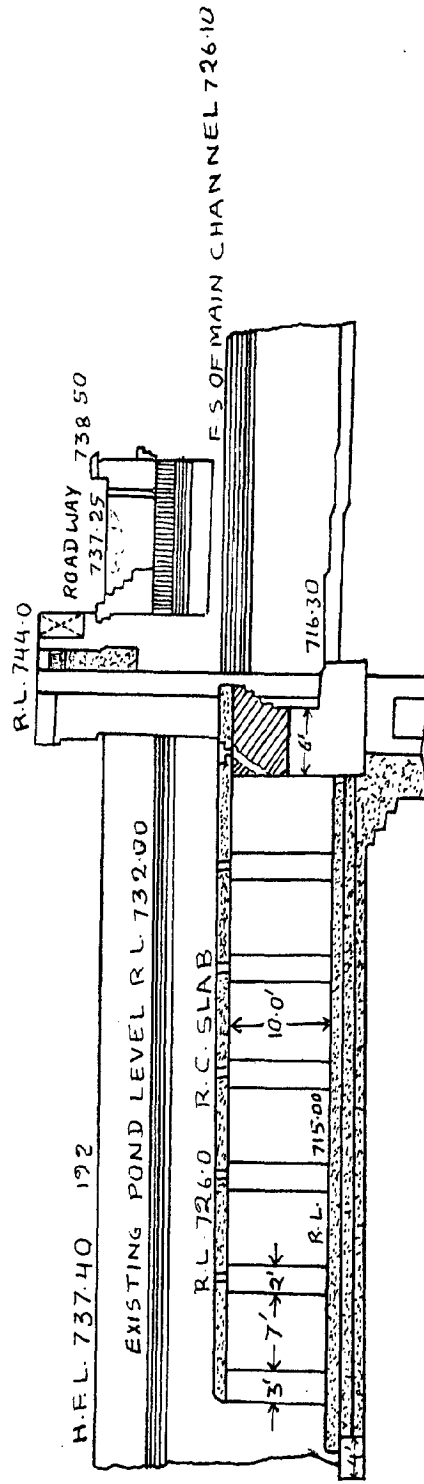 H.F.L. 737.40 192
EXISTING POND LEVEL R.L. 732.00
R.L. 726.0 R.C. SLAB
R.L. 715.00
3' 7' 2'
10.0'
6'
4'
R.L. 744.0
ROADWAY
737.25
738 50
716.30
F S OF MAIN CHANNEL 726.10